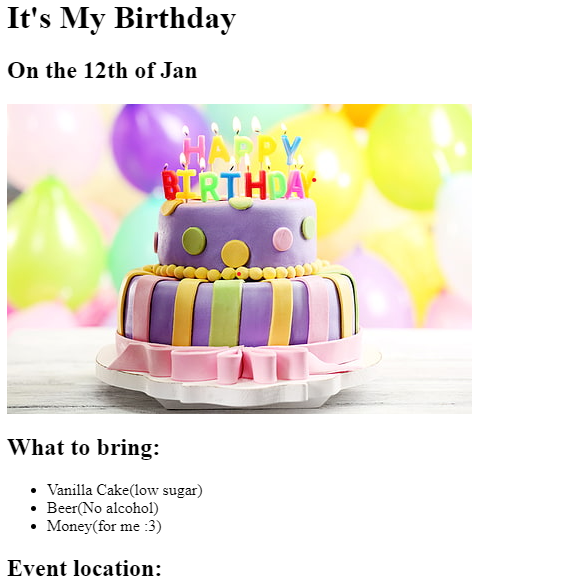 It's My Birthday
On the 12th of Jan
HAPPY
BIRTHDAY
What to bring:
Vanilla Cake(low sugar)
Beer(No alcohol)
Money(for me :3)
Event location: